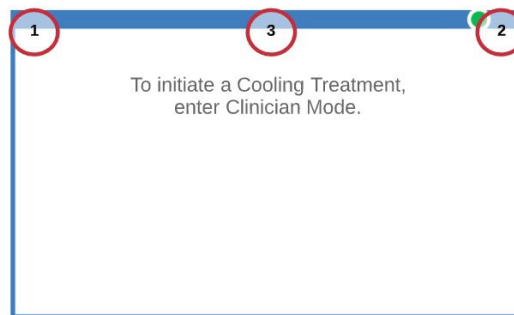 1 3 2
To initiate a Cooling Treatment,
enter Clinician Mode.